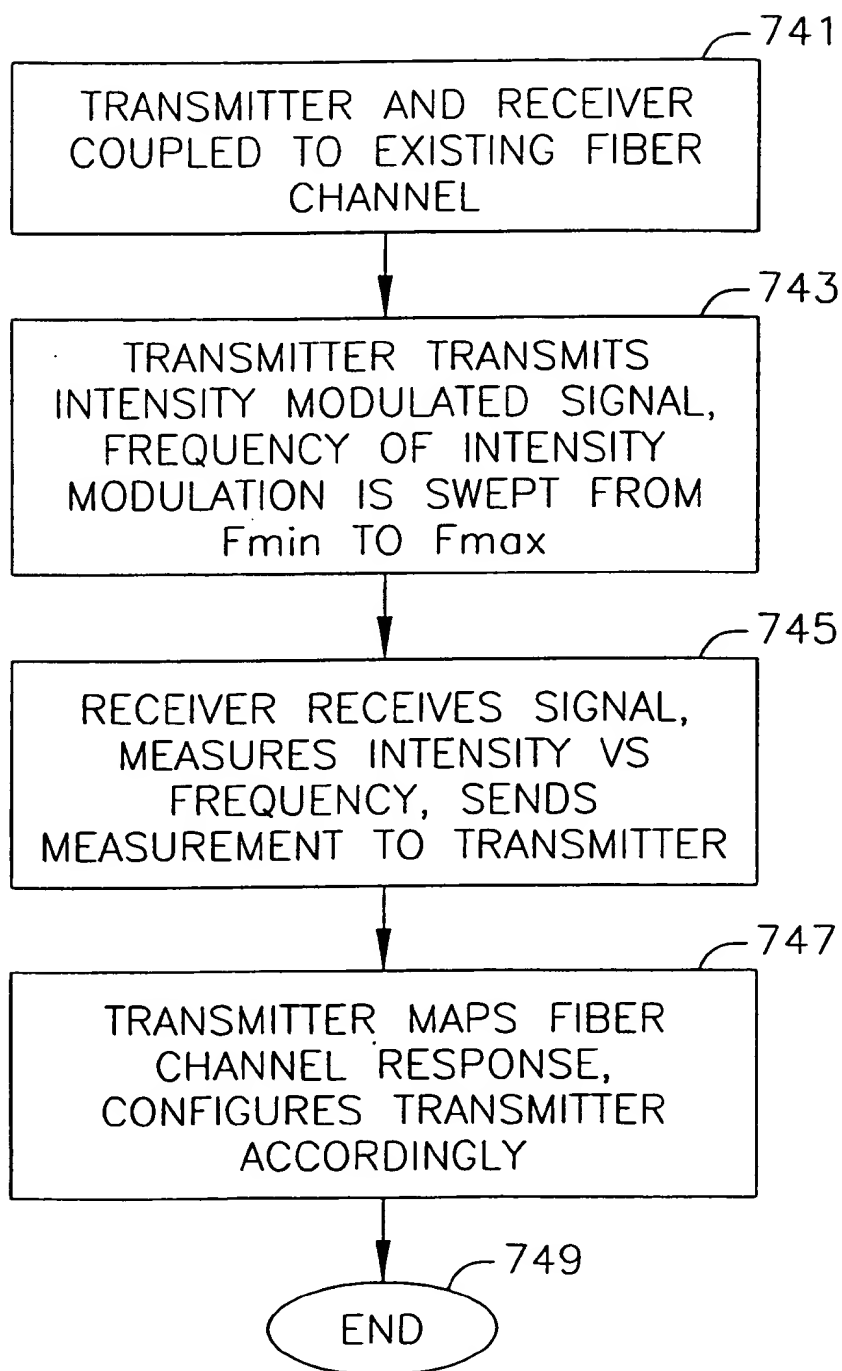 741
TRANSMITTER AND RECEIVER
COUPLED TO EXISTING FIBER
CHANNEL
743
TRANSMITTER TRANSMITS
INTENSITY MODULATED SIGNAL,
FREQUENCY OF INTENSITY
MODULATION IS SWEPT FROM
Fmin TO Fmax
745
RECEIVER RECEIVES SIGNAL,
MEASURES INTENSITY VS
FREQUENCY, SENDS
MEASUREMENT TO TRANSMITTER
747
TRANSMITTER MAPS FIBER
CHANNEL RESPONSE,
CONFIGURES TRANSMITTER
ACCORDINGLY
749
END